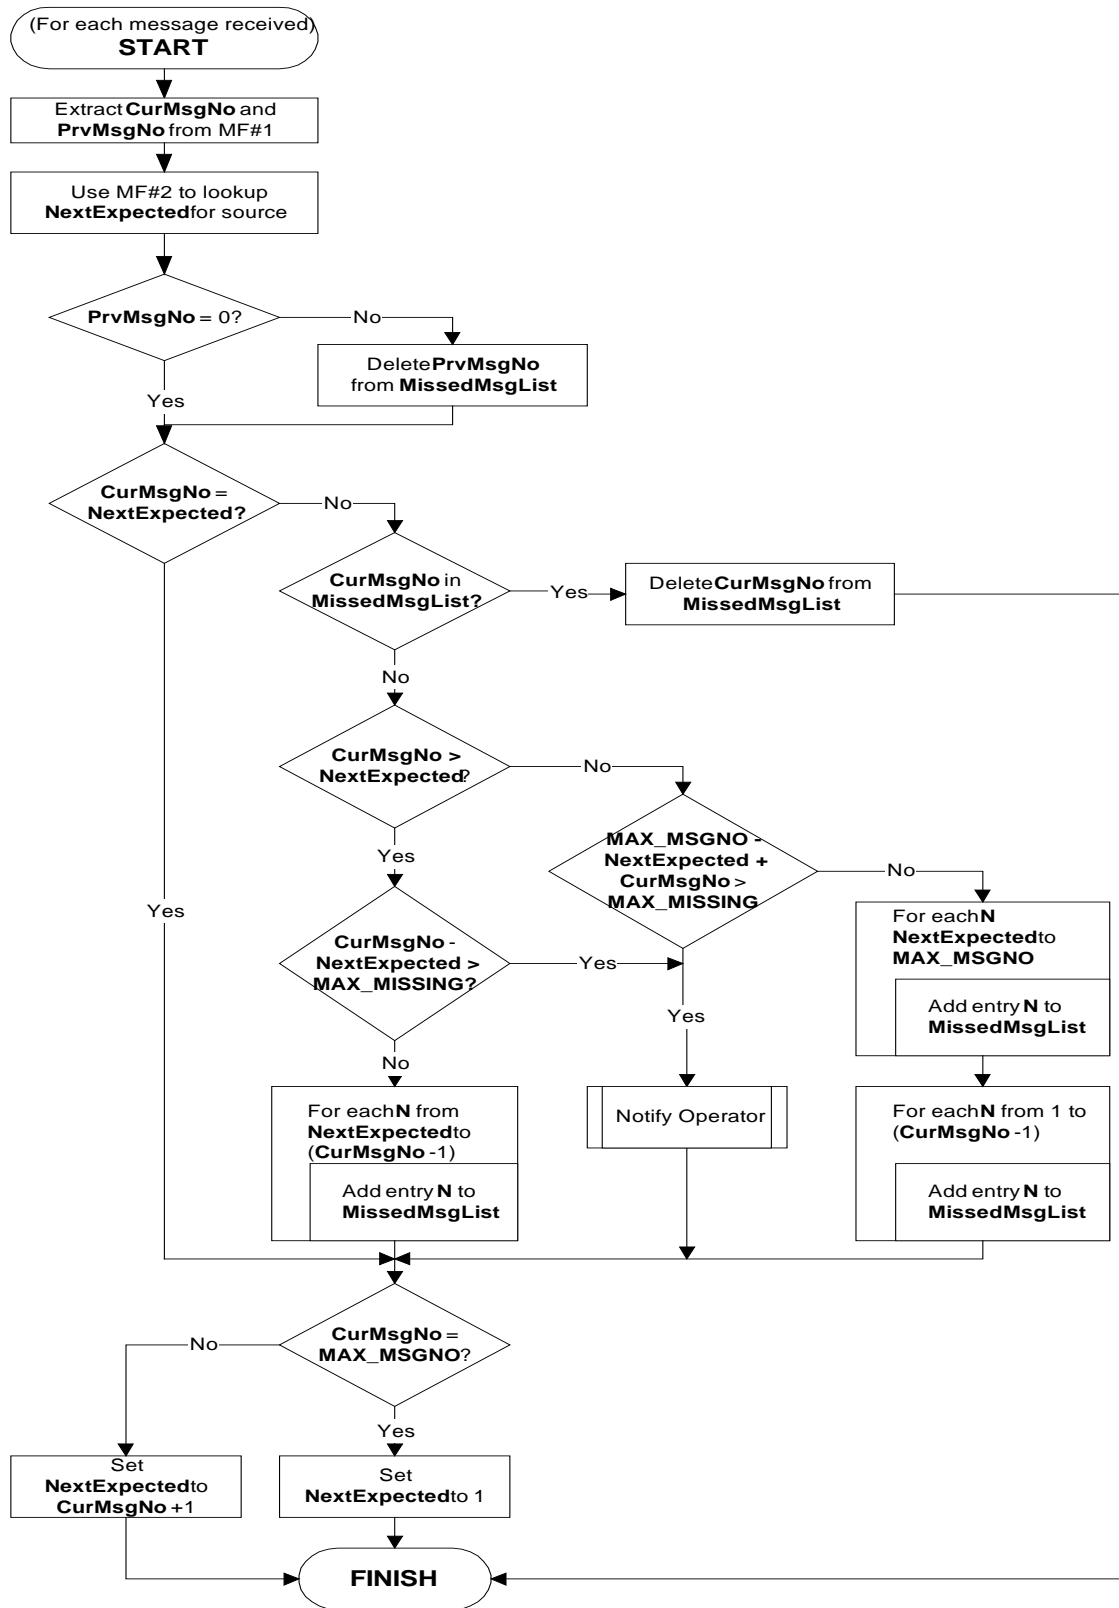 (For each message received)
START
Extract CurMsgNo and
PrvMsgNo from MF#1
Use MF#2 to lookup
NextExpected for source
PrvMsgNo = 0?
No
Delete PrvMsgNo
from MissedMsgList
Yes
CurMsgNo =
NextExpected?
No
CurMsgNo in
MissedMsgList?
Yes
Delete CurMsgNo from
MissedMsgList
No
CurMsgNo >
NextExpected?
No
MAX_MSGNO -
NextExpected +
CurMsgNo >
MAX_MISSING
No
Yes
Yes
CurMsgNo -
NextExpected >
MAX_MISSING?
Yes
Yes
For each N
NextExpected to
MAX_MSGNO
Add entry N to
MissedMsgList
No
For each N from
NextExpected to
(CurMsgNo -1)
Add entry N to
MissedMsgList
Notify Operator
For each N from 1 to
(CurMsgNo -1)
Add entry N to
MissedMsgList
CurMsgNo =
MAX_MSGNO?
No
Yes
Set
NextExpected to
CurMsgNo +1
Set
NextExpected to 1
FINISH